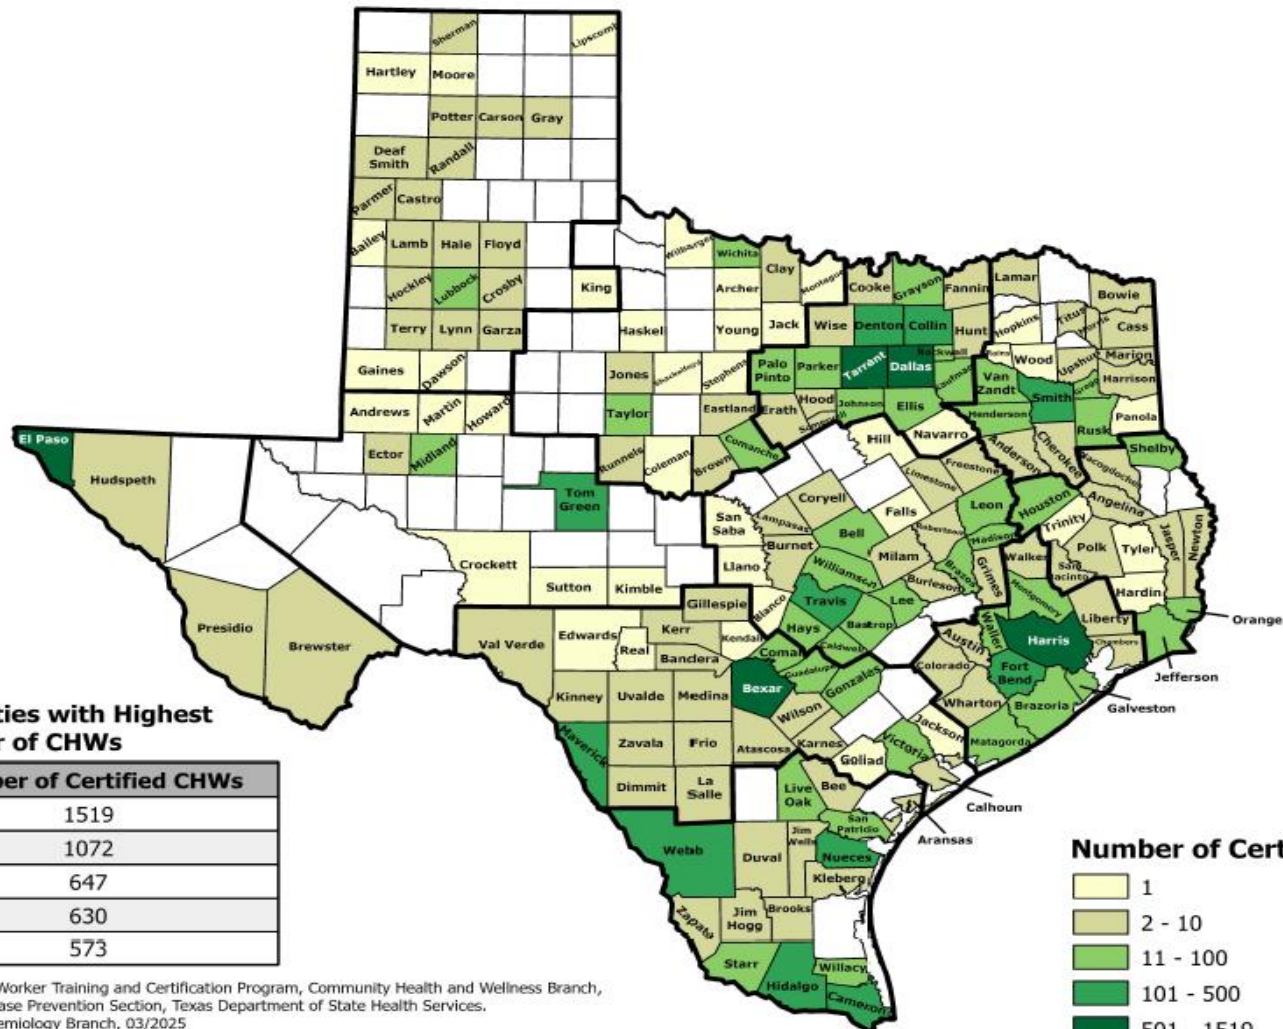 Sherman
Lipscomb
Hartley
Moore
Potter
Carson
Gray
Deaf
Smith
Randall
Parmer
Castro
Bailey
Lamb
Hale
Floyd
Hockley
Lubbock
Crosby
King
Terry
Lynn
Garza
Gaines
Dawson
Andrews
Martin
Howard
Wilbarger
Wichita
Clay
Montague
Cooke
Grayson
Fannin
Lamar
Bowie
Archer
Haskel
Young
Jack
Wise
Denton
Collin
Hunt
Hopkins
Titus
Morris
Cass
Rockwall
Rains
Wood
Upshur
Marion
Jones
Shackelford
Stephens
Palo
Pinto
Parker
Tarrant
Dallas
Kaufman
Van
Zandt
Smith
Gregg
Harrison
Taylor
Eastland
Erath
Hood
Somervell
Johnson
Ellis
Henderson
Rusk
Panola
El Paso
Hudspeth
Ector
Midland
Runnels
Coleman
Brown
Comanche
Hill
Navarro
Anderson
Cherokee
Nacogdoches
Shelby
Limestone
Freestone
Tom
Green
San
Saba
Lampasas
Coryell
Falls
Leon
Houston
Angelina
Trinity
Burnet
Bell
Robertson
Madison
Milam
Walker
Polk
Tyler
Jasper
Newton
San
Jacinto
Llano
Williamson
Burleson
Brazos
Grimes
Montgomery
Hardin
Crockett
Sutton
Kimble
Gillespie
Blanco
Travis
Lee
Bastrop
Hays
Caldwell
Austin
Waller
Harris
Liberty
Chambers
Orange
Jefferson
Presidio
Brewster
Val Verde
Edwards
Real
Kerr
Bandera
Kendall
Comal
Guadalupe
Gonzales
Colorado
Fort
Bend
Galveston
Brazoria
Wharton
Matagorda
Kinney
Uvalde
Medina
Bexar
Wilson
Karnes
Jackson
Victoria
Goliad
Maverick
Zavala
Frio
Atascosa
Dimmit
La
Salle
Live
Oak
Bee
Calhoun
Aransas
San
Patricio
Webb
Duval
Jim
Wells
Nueces
Kleberg
Zapata
Jim
Hogg
Brooks
Starr
Hidalgo
Willacy
Cameron
ties with Highest
r of CHWs
er of Certified CHWs
1519
1072
647
630
573
Worker Training and Certification Program, Community Health and Wellness Branch,
ase Prevention Section, Texas Department of State Health Services.
emiology Branch, 03/2025
Number of Cert
1
2 - 10
11 - 100
101 - 500
501 - 1519